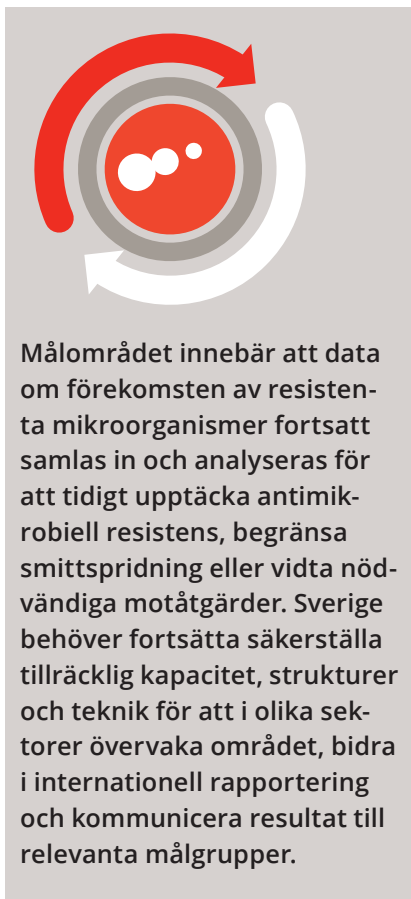 Målområdet innebär att data
om förekomsten av resisten-
ta mikroorganismer fortsatt
samlas in och analyseras för
att tidigt upptäcka antimik-
robiell resistens, begränsa
smittspridning eller vidta nöd-
vändiga motåtgärder. Sverige
behöver fortsätta säkerställa
tillräcklig kapacitet, strukturer
och teknik för att i olika sek-
torer övervaka området, bidra
i internationell rapportering
och kommunicera resultat till
relevanta målgrupper.